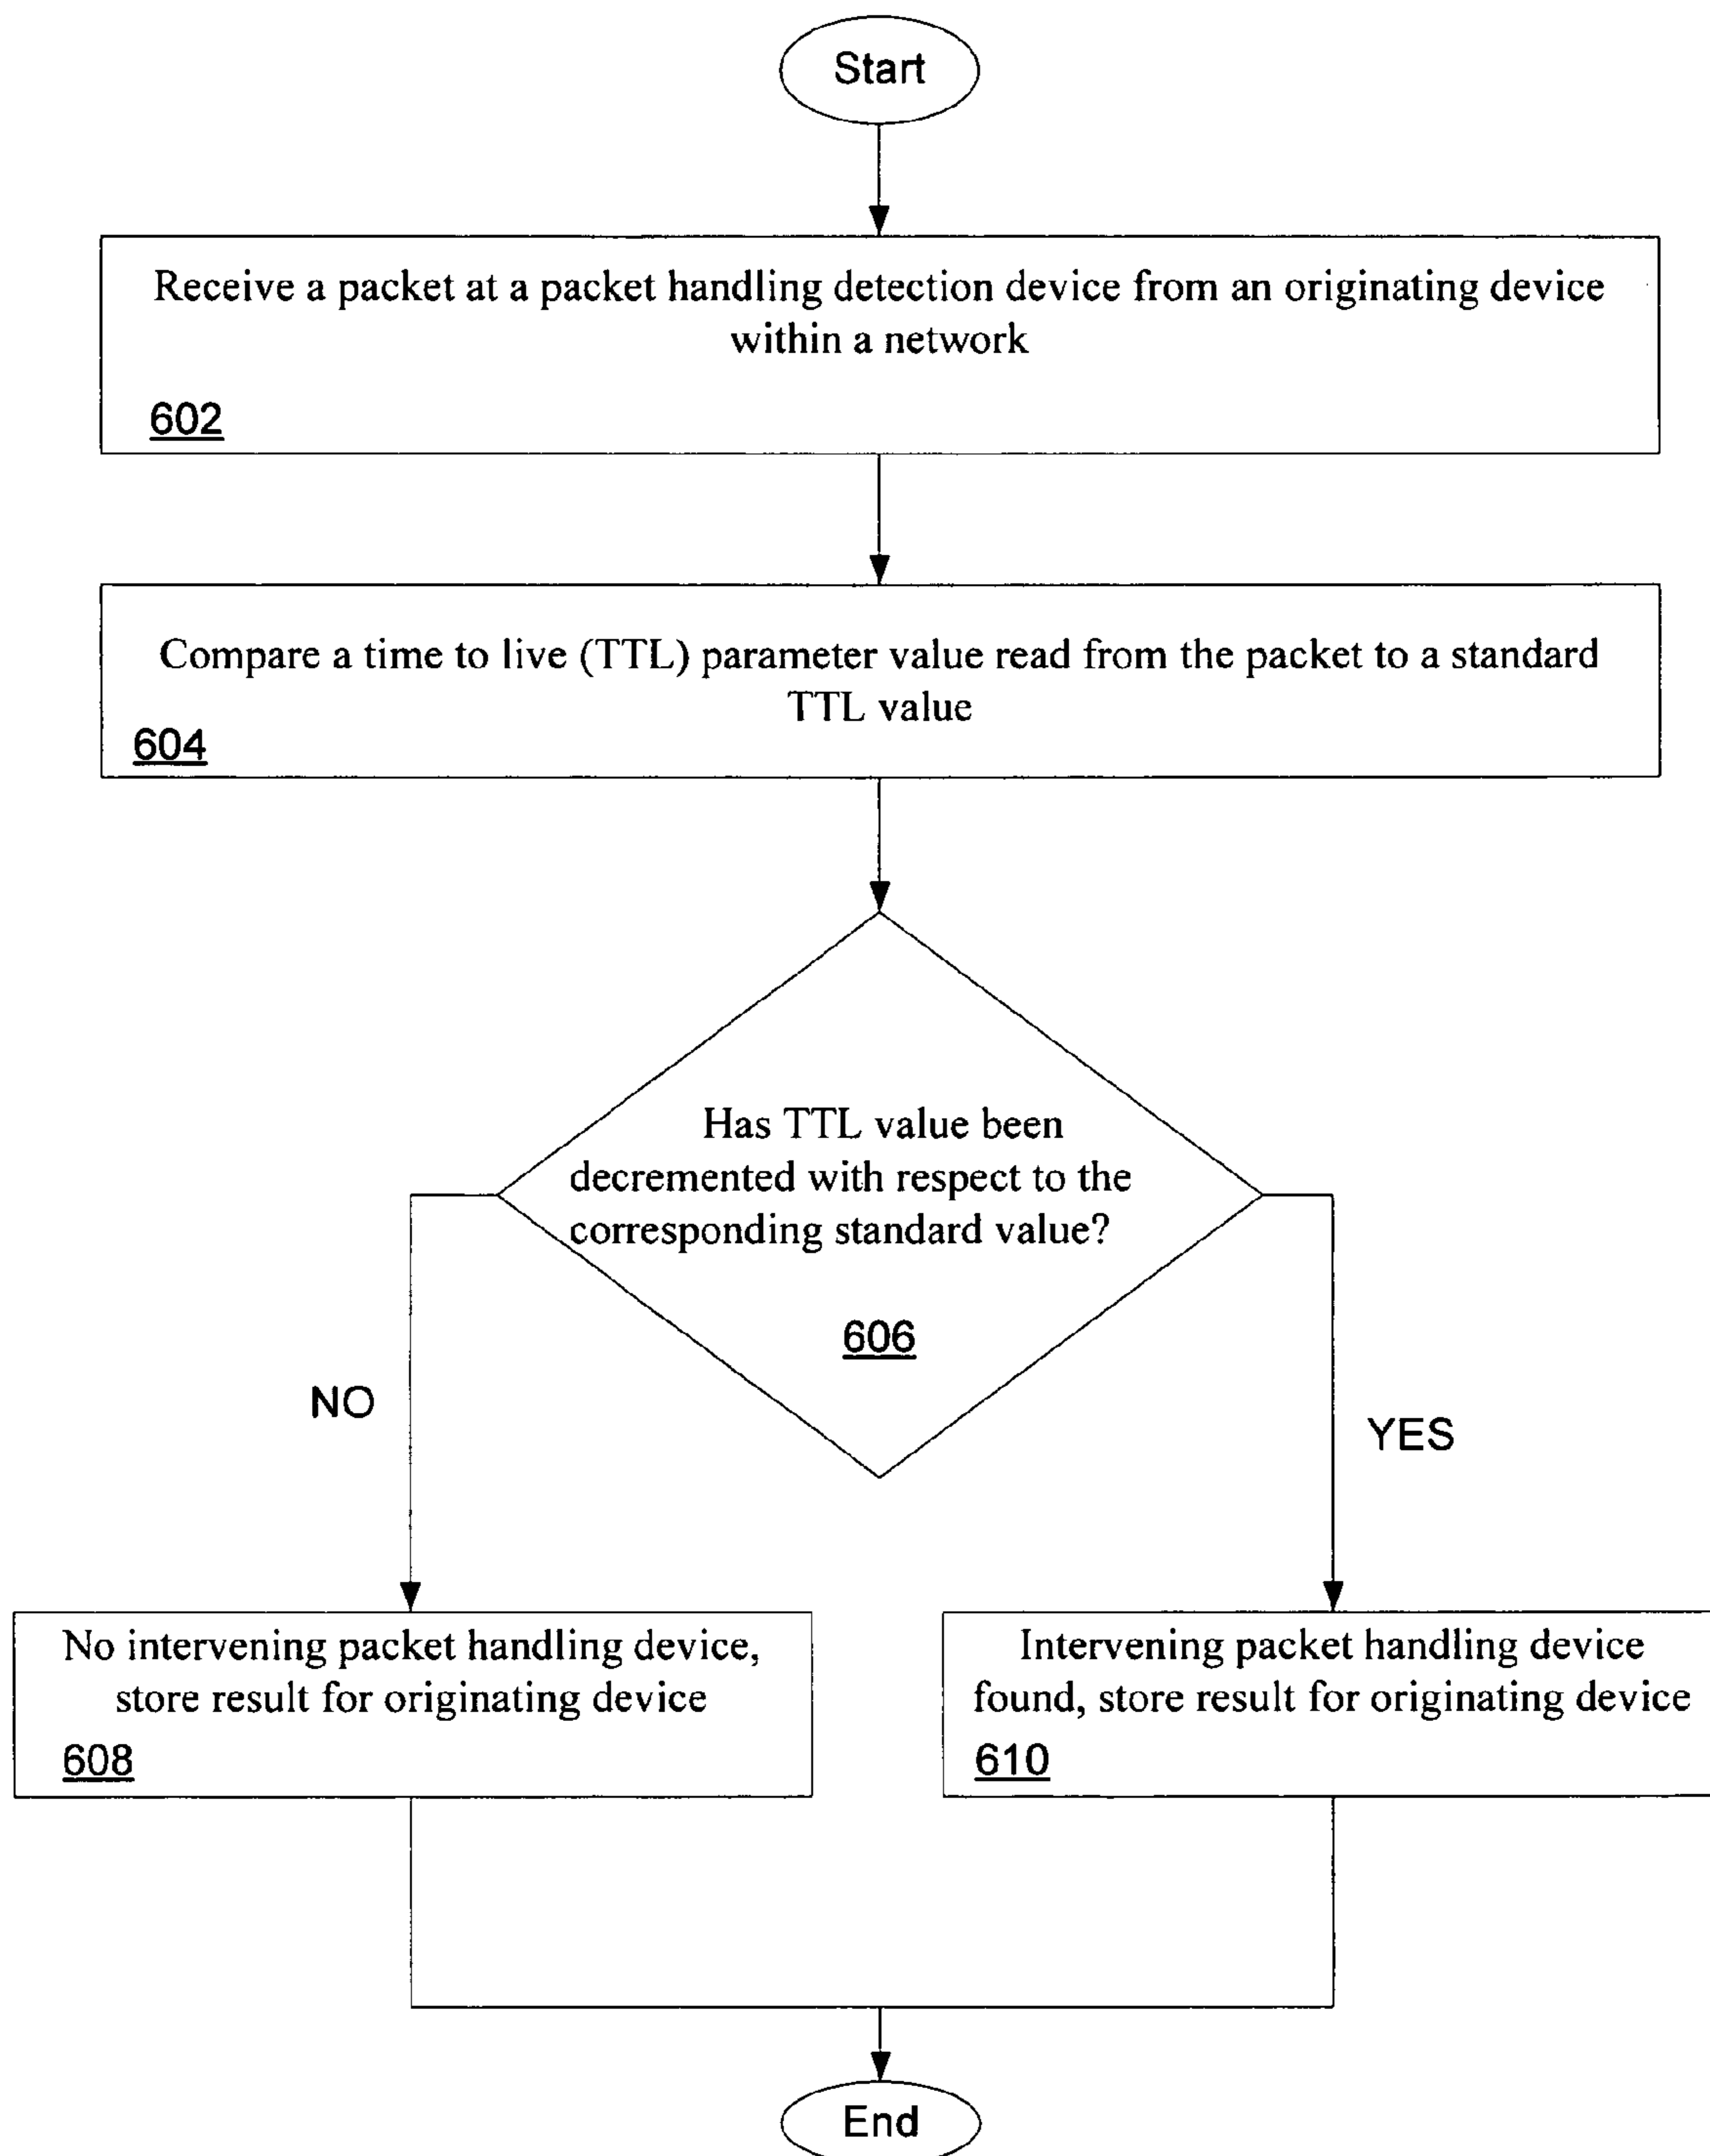 Start
Receive a packet at a packet handling detection device from an originating device
within a network
602
Compare a time to live (TTL) parameter value read from the packet to a standard
TTL value
604
Has TTL value been
decremented with respect to the
corresponding standard value?
606
NO
YES
No intervening packet handling device,
store result for originating device
608
Intervening packet handling device
found, store result for originating device
610
End